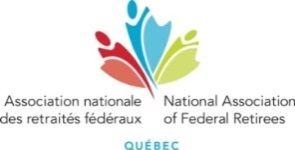 Association nationale
des retraités fédéraux
National Association
of Federal Retirees
QUÉBEC